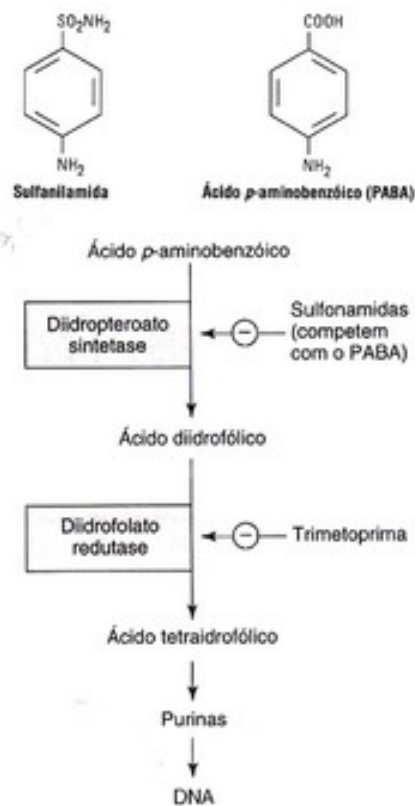 SO2NH2
COOH
NH2
NH2
Sulfanilamida
Ácido p-aminobenzóico (PABA)
Ácido p-aminobenzóico
Diidropteroato
sintetase
Sulfonamidas
(competem
com o PABA)
Ácido diidrofólico
Diidrofolato
redutase
Trimetoprima
Ácido tetraidrofólico
Purinas
DNA